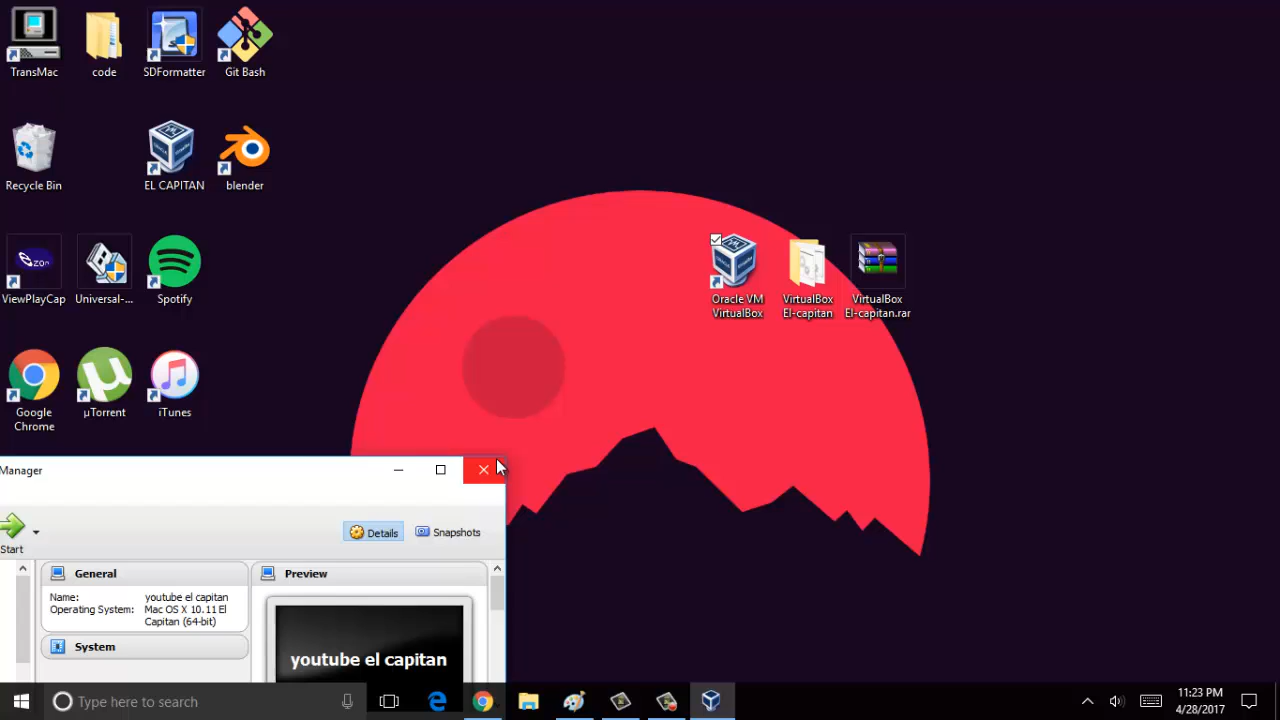 TransMac
code
SDFormatter
Git Bash
Recycle Bin
EL CAPITAN
blender
ViewPlayCap
Universal-...
Spotify
Google
Chrome
µTorrent
iTunes
Oracle VM
VirtualBox
VirtualBox
El-capitan
VirtualBox
El-capitan.rar
Manager
Start
Details
Snapshots
General
Name: youtube el capitan
Operating System: Mac OS X 10.11 El
Capitan (64-bit)
System
Preview
youtube el capitan
Type here to search
11:23 PM
4/28/2017